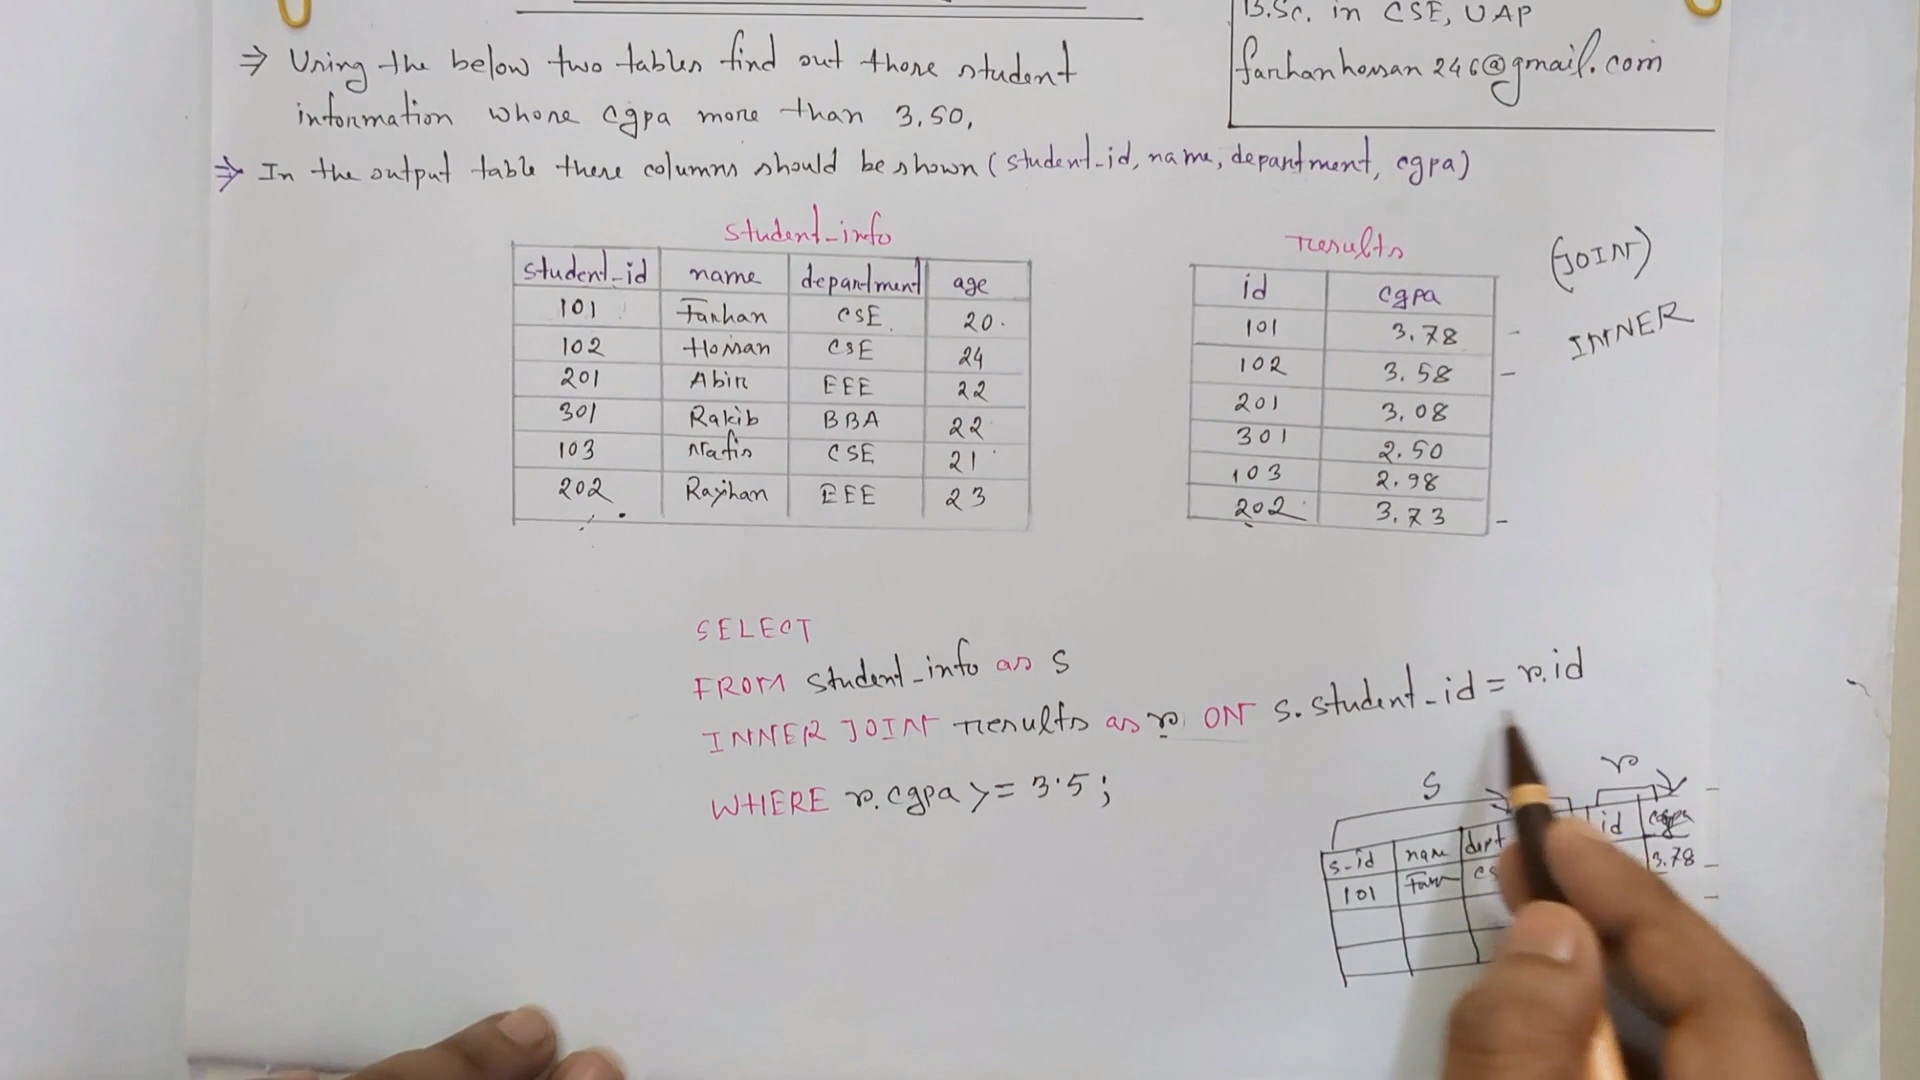 B.Sc. in CSE, UAP
farhanhossan246@gmail.com
⇒ Using the below two tables find out those student
information whose cgpa more than 3.50,
⇒ In the output table these columns should be shown (student_id, name, department, cgpa)
student_info
student_id name department age
101 Farhan CSE 20
102 Hossan CSE 24
201 Abir EEE 22
301 Rakib BBA 22
103 Nafis CSE 21
202 Rayhan EEE 23
results
id cgpa
101 3.78
102 3.58
201 3.08
301 2.50
103 2.98
202 3.73
(JOIN)
INNER
SELECT
FROM student_info as s
INNER JOIN results as r ON s.student_id = r.id
WHERE r.cgpa >= 3.5;
s r
s-id name dept id cgpa
101 Far 3.78